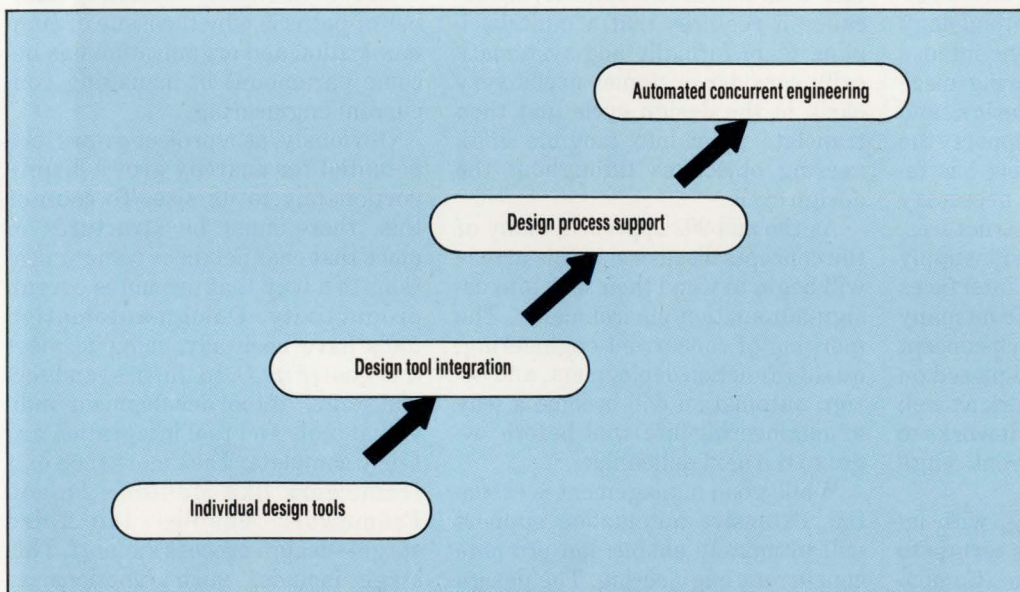 Automated concurrent engineering
Design process support
Design tool integration
Individual design tools